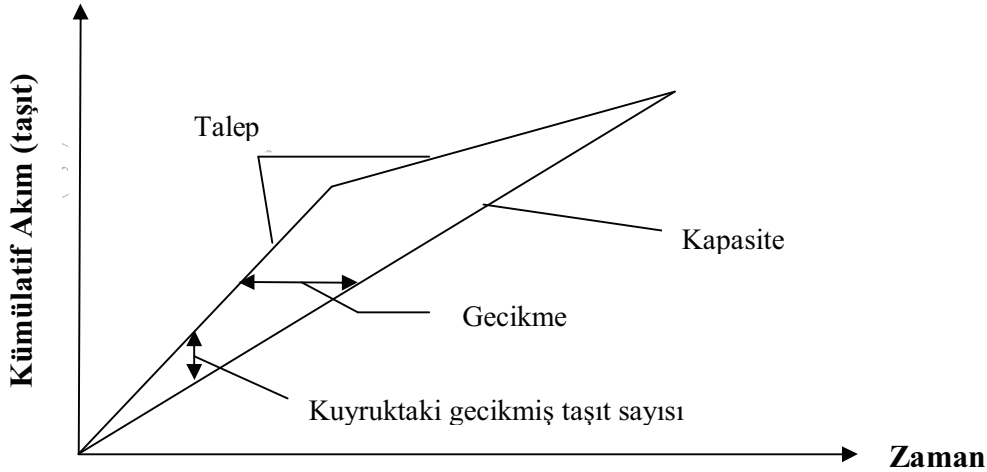 Kümülatif Akım (taşıt)
Talep
Kapasite
Gecikme
Kuyruktaki gecikmiş taşıt sayısı
Zaman